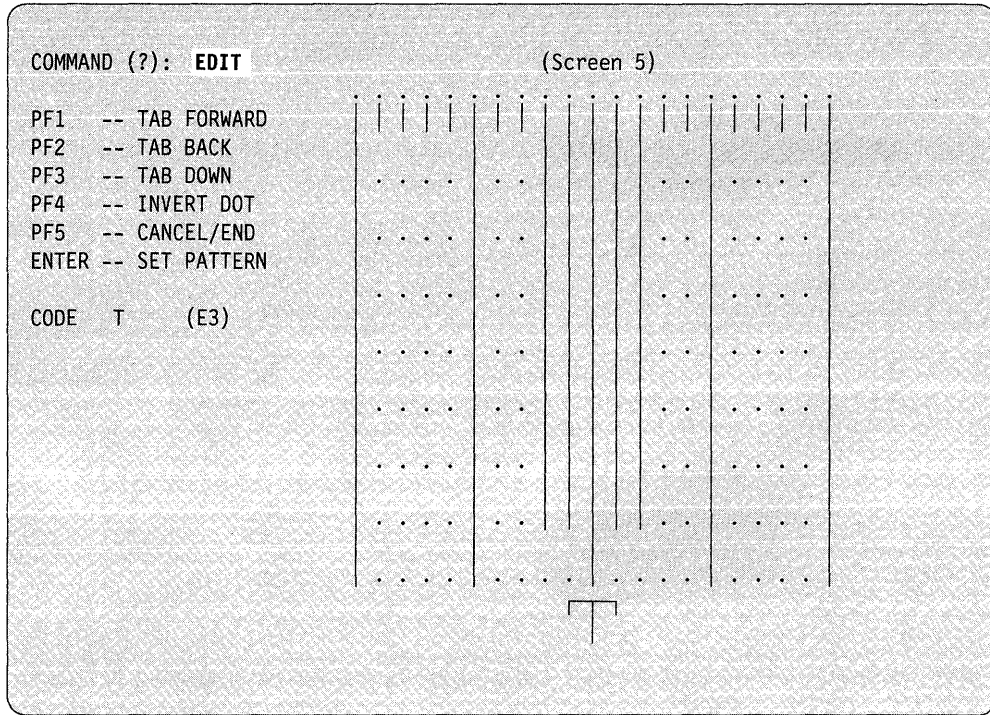 COMMAND (?): EDIT (Screen 5)
PF1 -- TAB FORWARD
PF2 -- TAB BACK
PF3 -- TAB DOWN
PF4 -- INVERT DOT
PF5 -- CANCEL/END
ENTER -- SET PATTERN
CODE T (E3)